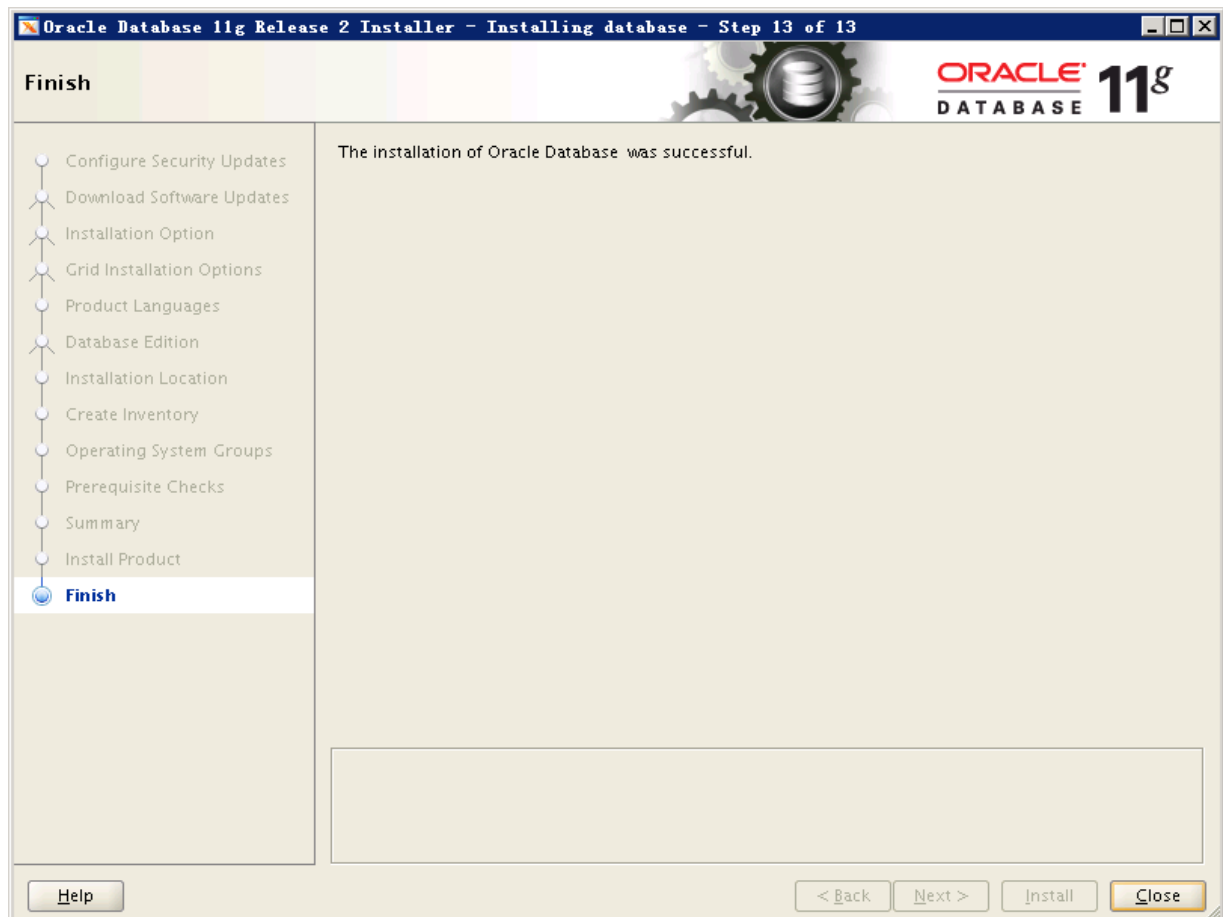 Oracle Database 11g Release 2 Installer - Installing database - Step 13 of 13
Finish
ORACLE
DATABASE
11g
Configure Security Updates
Download Software Updates
Installation Option
Grid Installation Options
Product Languages
Database Edition
Installation Location
Create Inventory
Operating System Groups
Prerequisite Checks
Summary
Install Product
Finish
The installation of Oracle Database was successful.
Help
< Back
Next >
Install
Close